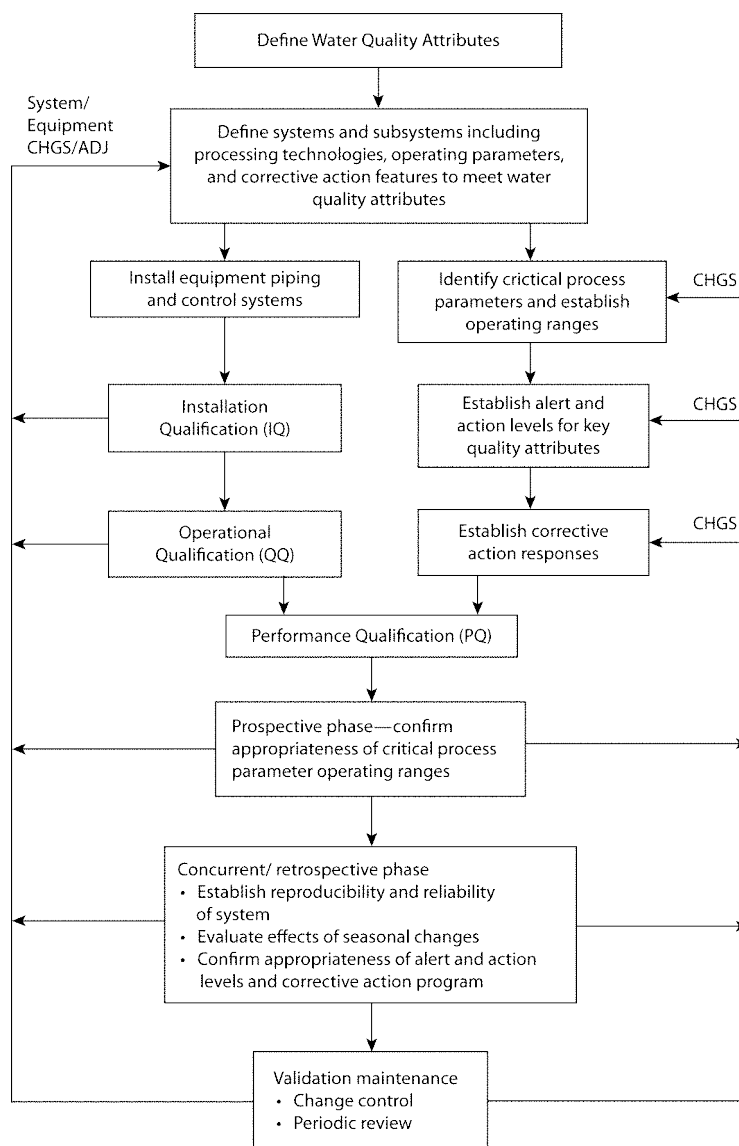 Define Water Quality Attributes
System/
Equipment
CHGS/ADJ
Define systems and subsystems including
processing technologies, operating parameters,
and corrective action features to meet water
quality attributes
Install equipment piping
and control systems
Identify crictical process
parameters and establish
operating ranges
CHGS
Installation
Qualification (IQ)
Establish alert and
action levels for key
quality attributes
CHGS
Operational
Qualification (QQ)
Establish corrective
action responses
CHGS
Performance Qualification (PQ)
Prospective phase—confirm
appropriateness of critical process
parameter operating ranges
Concurrent/ retrospective phase
• Establish reproducibility and reliability
of system
• Evaluate effects of seasonal changes
• Confirm appropriateness of alert and action
levels and corrective action program
Validation maintenance
• Change control
• Periodic review